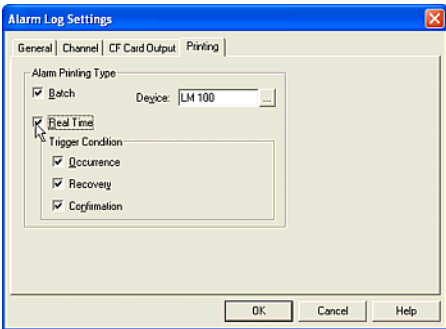 Alarm Log Settings
General Channel CF Card Output Printing
Alarm Printing Type
Batch Device: LM 100 ...
Real Time
Trigger Condition
Occurrence
Recovery
Confirmation
OK Cancel Help